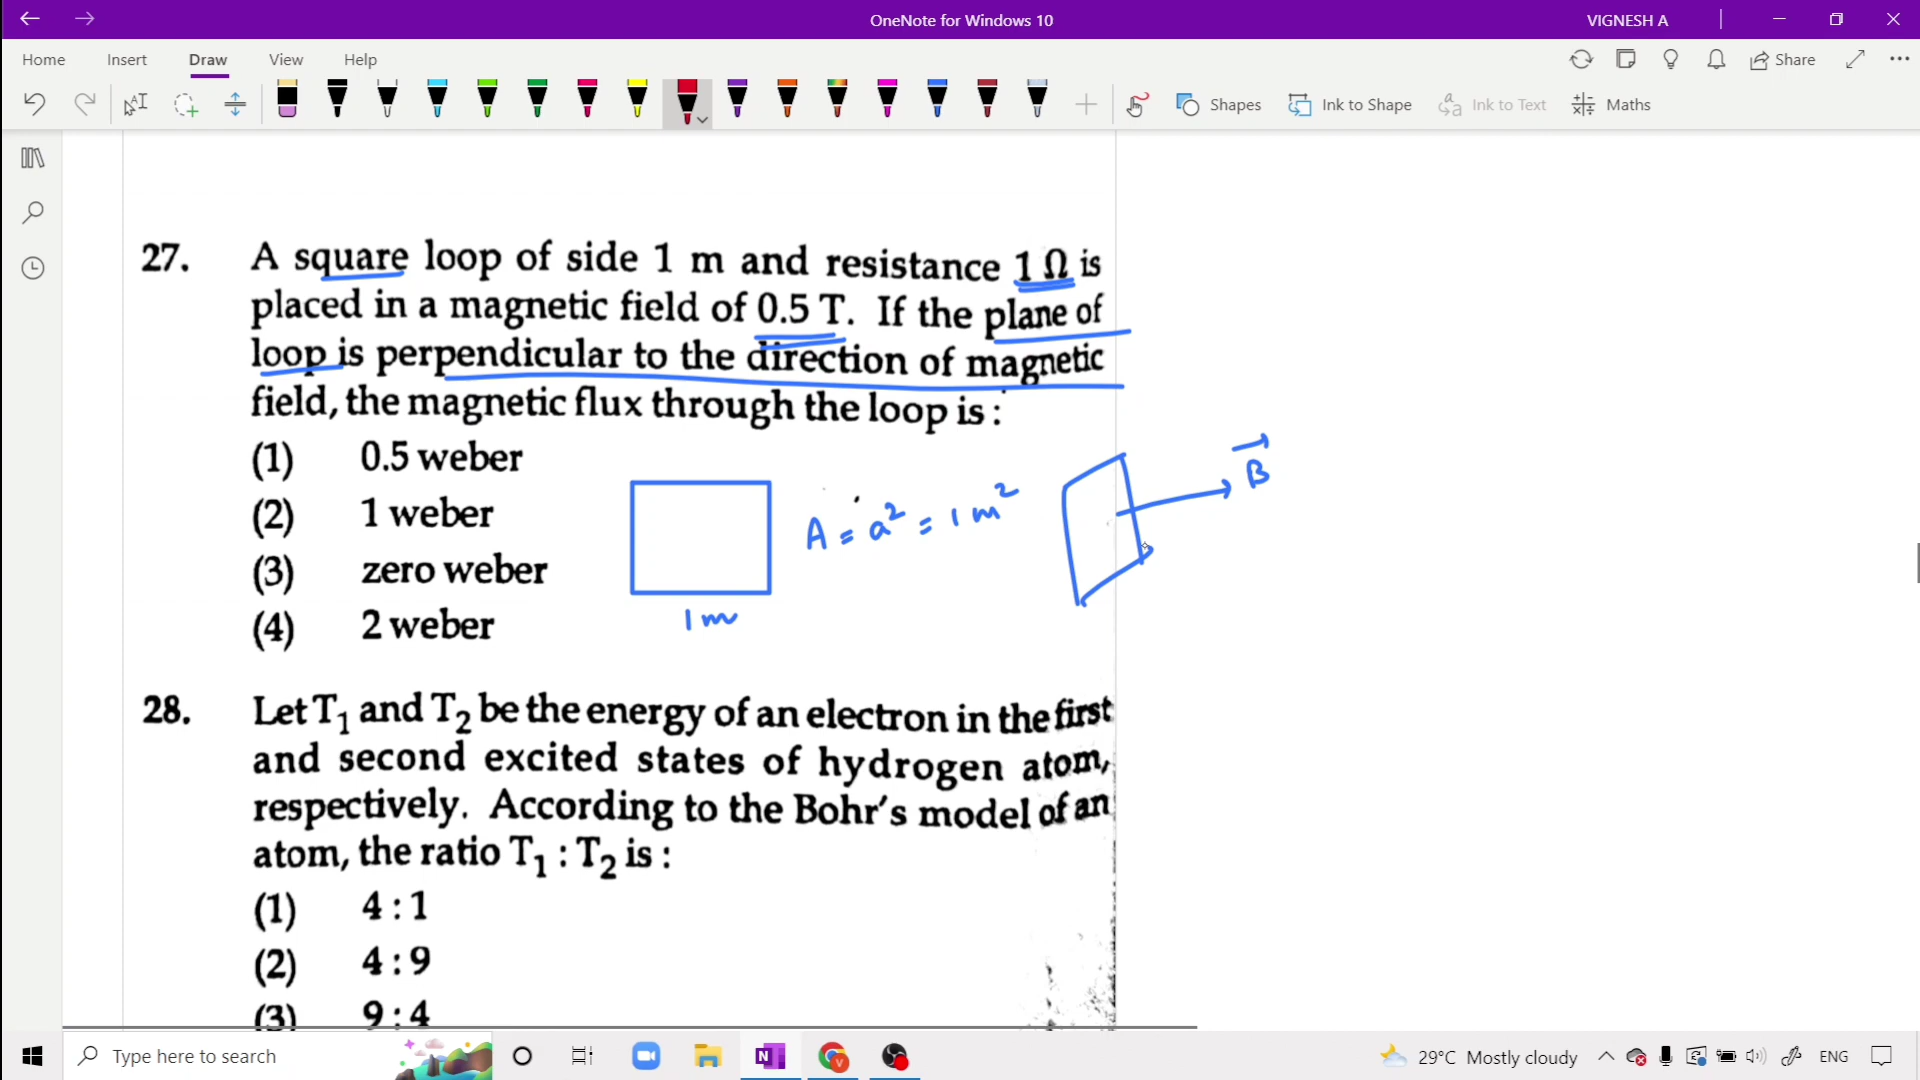 OneNote for Windows 10
VIGNESH A
Home Insert Draw View Help
Share
Shapes Ink to Shape Ink to Text Maths
27. A square loop of side 1 m and resistance 1 Ω is
placed in a magnetic field of 0.5 T. If the plane of
loop is perpendicular to the direction of magnetic
field, the magnetic flux through the loop is :
(1) 0.5 weber
(2) 1 weber
(3) zero weber
(4) 2 weber
1 m
A = a² = 1 m²
B
28. Let T₁ and T₂ be the energy of an electron in the first
and second excited states of hydrogen atom,
respectively. According to the Bohr's model of an
atom, the ratio T₁ : T₂ is :
(1) 4 : 1
(2) 4 : 9
(3) 9 : 4
Type here to search
29°C Mostly cloudy
ENG